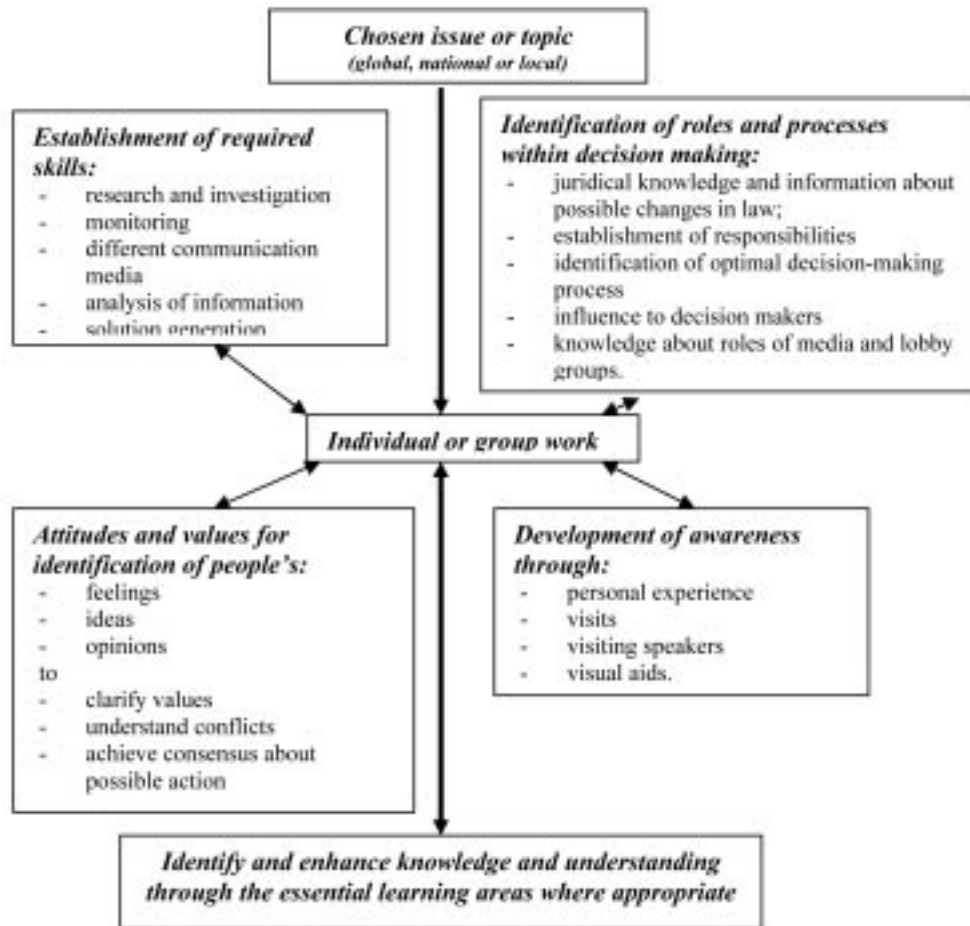 Chosen issue or topic
(global, national or local)
Establishment of required
skills:
- research and investigation
- monitoring
- different communication
media
- analysis of information
- solution generation
Identification of roles and processes
within decision making:
- juridical knowledge and information about
possible changes in law;
- establishment of responsibilities
- identification of optimal decision-making
process
- influence to decision makers
- knowledge about roles of media and lobby
groups.
Individual or group work
Attitudes and values for
identification of people's:
- feelings
- ideas
- opinions
to
- clarify values
- understand conflicts
- achieve consensus about
possible action
Development of awareness
through:
- personal experience
- visits
- visiting speakers
- visual aids.
Identify and enhance knowledge and understanding
through the essential learning areas where appropriate